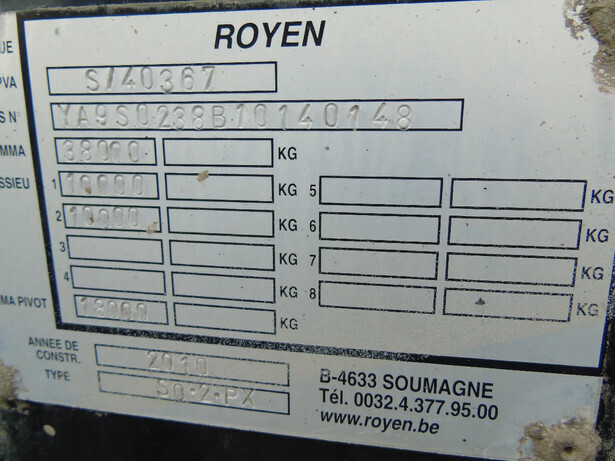 ROYEN
UE
PVA S/40367
S N° YA9S0238B10140148
MMA 38000 KG
SSIEU 1 10000 KG 5 KG
2 10000 KG 6 KG
3 KG 7 KG
4 KG 8 KG
MA PIVOT 18000 KG
ANNEE DE CONSTR. 2010
TYPE S0-2-PX
B-4633 SOUMAGNE
Tél. 0032.4.377.95.00
www.royen.be